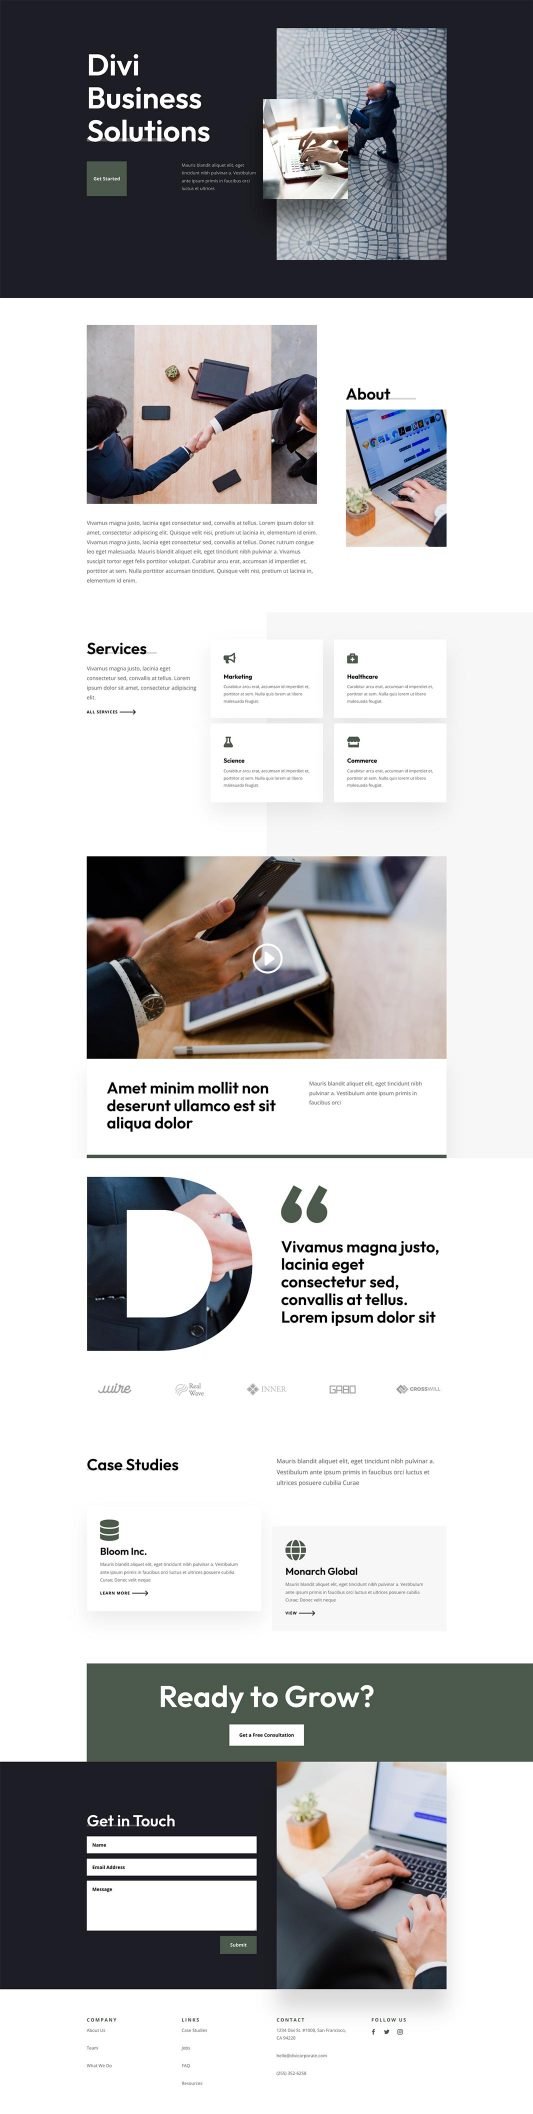 Divi
Business
Solutions
Get Started
Mauris blandit aliquet elit, eget
tincidunt nibh pulvinar a. Vestibulum
ante ipsum primis in faucibus orci
luctus et ultrices
About
Vivamus magna justo, lacinia eget consectetur sed, convallis at tellus. Lorem ipsum dolor sit
amet, consectetur adipiscing elit. Quisque velit nisi, pretium ut lacinia in, elementum id enim.
Vivamus magna justo, lacinia eget consectetur sed, convallis at tellus. Donec rutrum congue
leo eget malesuada. Mauris blandit aliquet elit, eget tincidunt nibh pulvinar a. Vivamus
suscipit tortor eget felis porttitor volutpat. Curabitur arcu erat, accumsan id imperdiet et,
porttitor at sem. Nulla porttitor accumsan tincidunt. Quisque velit nisi, pretium ut lacinia in,
elementum id enim.
Services
Vivamus magna justo, lacinia eget
consectetur sed, convallis at tellus. Lorem
ipsum dolor sit amet, consectetur adipiscing
elit.
ALL SERVICES
Marketing
Curabitur arcu erat, accumsan id imperdiet et,
porttitor at sem. Nulla quis lorem ut libero
malesuada feugiat.
Healthcare
Curabitur arcu erat, accumsan id imperdiet et,
porttitor at sem. Nulla quis lorem ut libero
malesuada feugiat.
Science
Curabitur arcu erat, accumsan id imperdiet et,
porttitor at sem. Nulla quis lorem ut libero
malesuada feugiat.
Commerce
Curabitur arcu erat, accumsan id imperdiet et,
porttitor at sem. Nulla quis lorem ut libero
malesuada feugiat.
Amet minim mollit non
deserunt ullamco est sit
aliqua dolor
Mauris blandit aliquet elit, eget tincidunt nibh
pulvinar a. Vestibulum ante ipsum primis in
faucibus orci
D
“
Vivamus magna justo,
lacinia eget
consectetur sed,
convallis at tellus.
Lorem ipsum dolor sit
wire
Real
Wave
INNER
GABO
CROSSWILL
Case Studies
Mauris blandit aliquet elit, eget tincidunt nibh pulvinar a.
Vestibulum ante ipsum primis in faucibus orci luctus et
ultrices posuere cubilia Curae
Bloom Inc.
Mauris blandit aliquet elit, eget tincidunt nibh pulvinar a. Vestibulum
ante ipsum primis in faucibus orci luctus et ultrices posuere cubilia
Curae; Donec velit neque
LEARN MORE
Monarch Global
Mauris blandit aliquet elit, eget tincidunt nibh pulvinar a. Vestibulum
ante ipsum primis in faucibus orci luctus et ultrices posuere cubilia
Curae; Donec velit neque
VIEW
Ready to Grow?
Get a Free Consultation
Get in Touch
Name
Email Address
Message
Submit
COMPANY
About Us
Team
What We Do
LINKS
Case Studies
Jobs
FAQ
Resources
CONTACT
1234 Divi St. #1000, San Francisco,
CA 94220
hello@divicorporate.com
(255) 352-6258
FOLLOW US